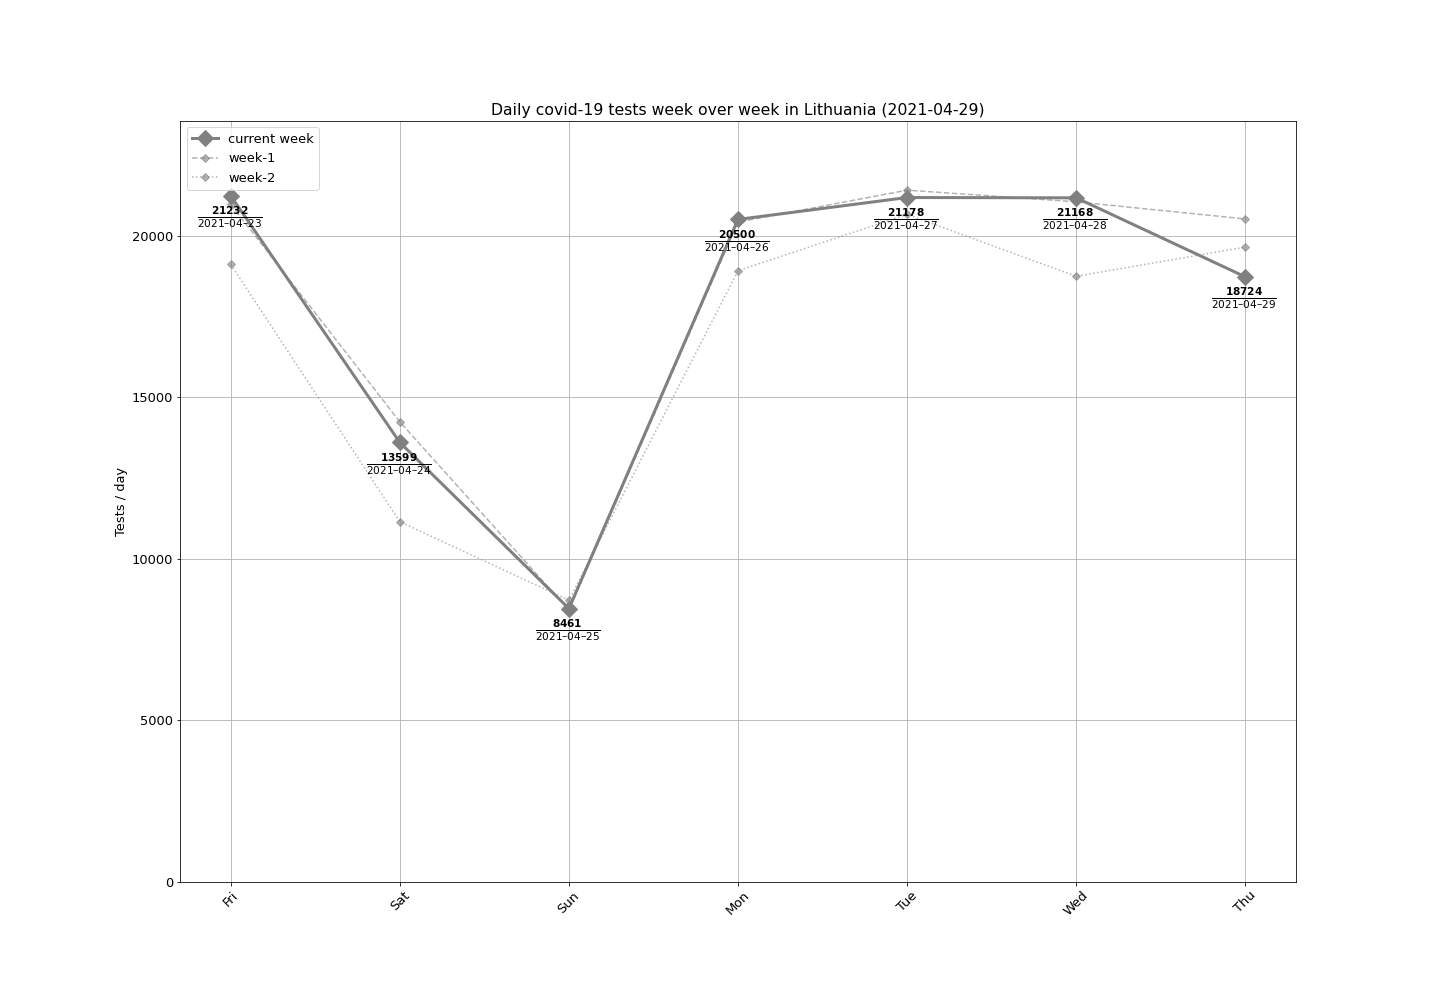 Daily covid-19 tests week over week in Lithuania (2021-04-29)
current week
week-1
week-2
21232
2021–04–23
20500
2021–04–26
21178
2021–04–27
21168
2021–04–28
18724
2021–04–29
13599
2021–04–24
8461
2021–04–25
20000
15000
10000
5000
0
Tests / day
Fri
Sat
Sun
Mon
Tue
Wed
Thu